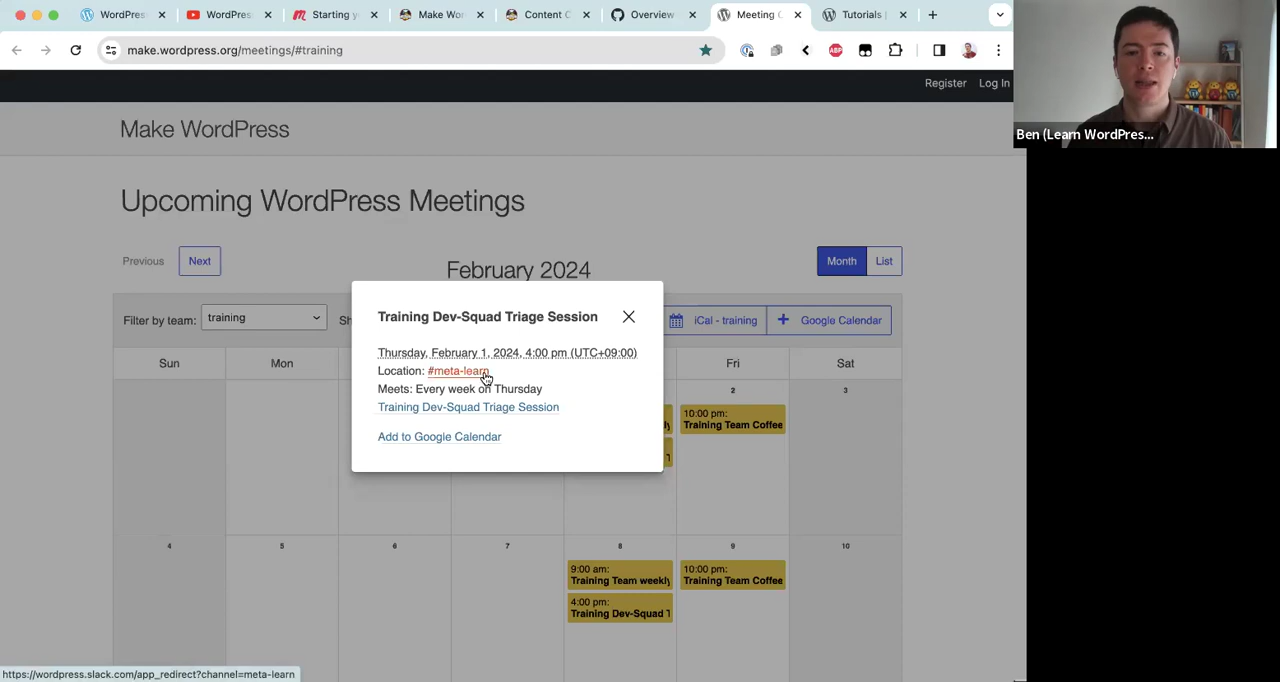 WordPress
WordPress
Starting yo
Make Wor
Content C
Overview
Meeting C
Tutorials |
make.wordpress.org/meetings/#training
ABP
Register Log In
Ben (Learn WordPres...
Make WordPress
Upcoming WordPress Meetings
Previous Next
February 2024
Month List
Filter by team: training Sh
iCal - training Google Calendar
Sun Mon Fri Sat
Training Dev-Squad Triage Session
Thursday, February 1, 2024, 4:00 pm (UTC+09:00)
Location: #meta-learn
Meets: Every week on Thursday
Training Dev-Squad Triage Session
Add to Google Calendar
2 3
10:00 pm:
Training Team Coffee
4 5 6 7 8 9 10
9:00 am:
Training Team weekly
4:00 pm:
Training Dev-Squad T
10:00 pm:
Training Team Coffee
https://wordpress.slack.com/app_redirect?channel=meta-learn